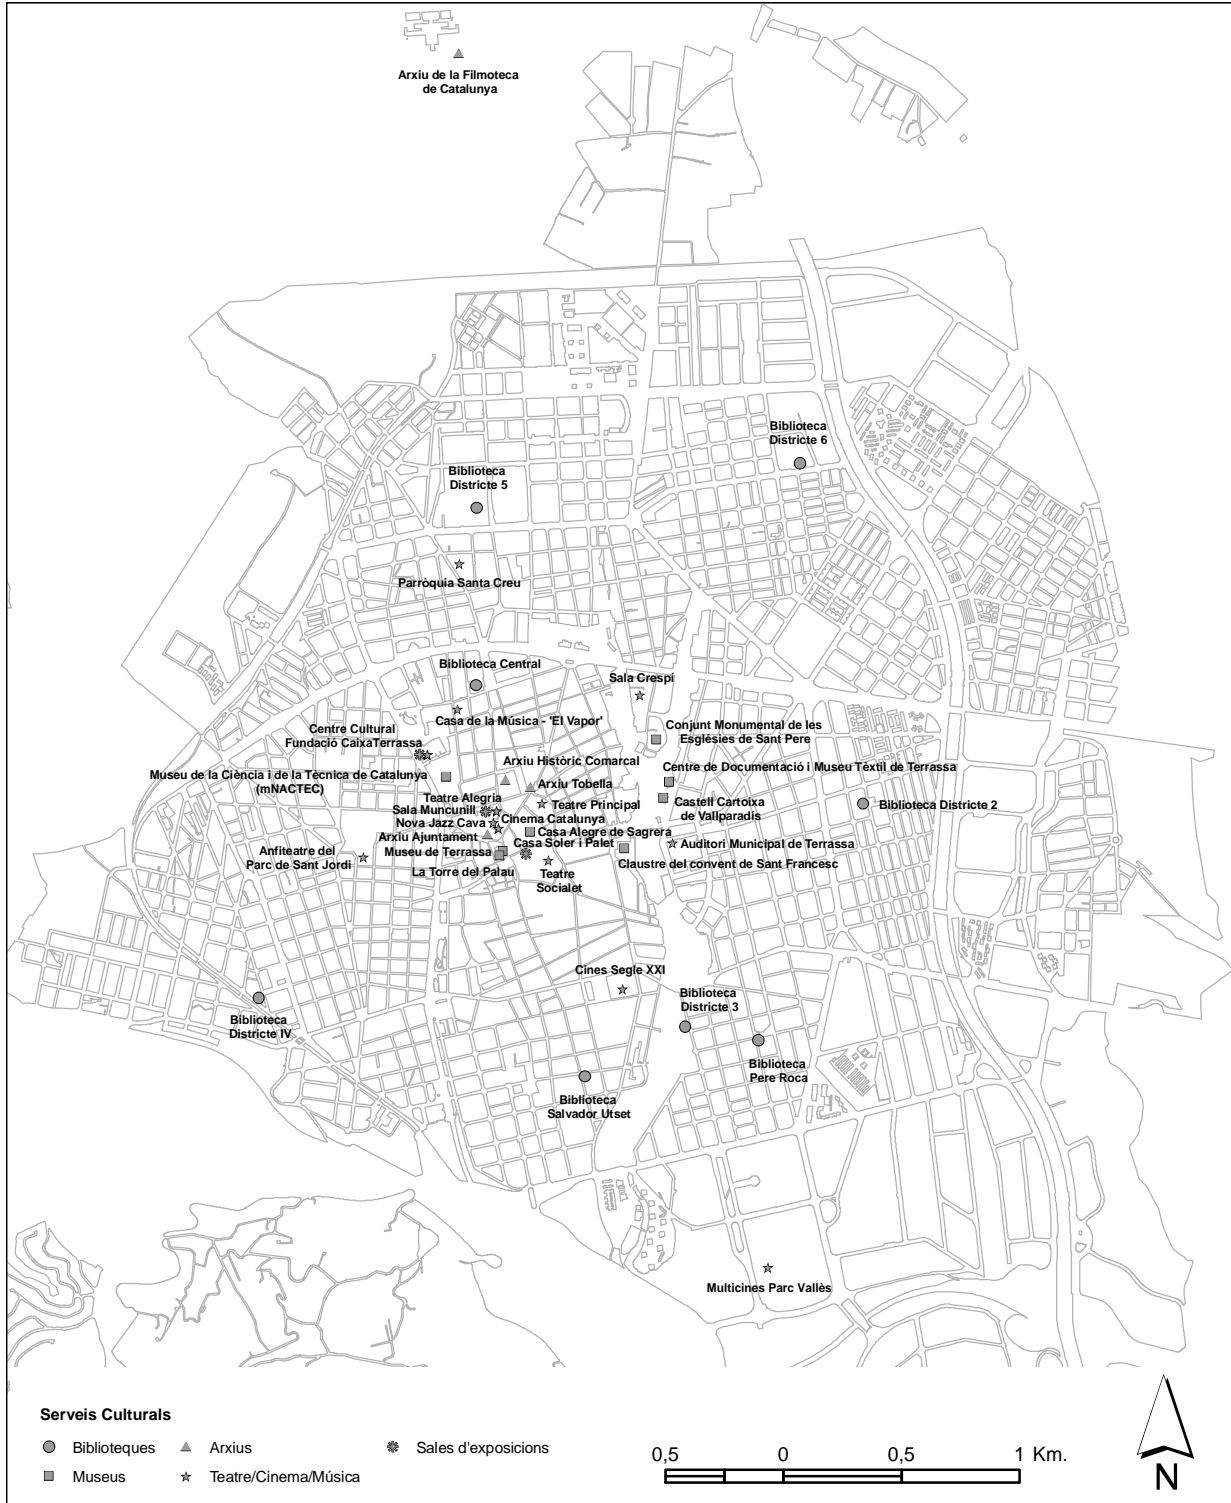 Arxiu de la Filmoteca
de Catalunya
Biblioteca
Districte 6
Biblioteca
Districte 5
Parròquia Santa Creu
Biblioteca Central
Sala Crespi
Casa de la Música - 'El Vapor'
Centre Cultural
Fundació CaixaTerrassa
Conjunt Monumental de les
Esglésies de Sant Pere
Arxiu Històric Comarcal
Centre de Documentació i Museu Tèxtil de Terrassa
Museu de la Ciència i de la Tècnica de Catalunya
(mNACTEC)
Arxiu Tobella
Teatre Alegria
Teatre Principal
Castell Cartoixa
de Vallparadís
Biblioteca Districte 2
Sala Muncunill
Nova Jazz Cava
Cinema Catalunya
Arxiu Ajuntament
Casa Alegre de Sagrera
Casa Soler i Palet
Auditori Municipal de Terrassa
Anfiteatre del
Parc de Sant Jordi
Museu de Terrassa
Claustre del convent de Sant Francesc
La Torre del Palau
Teatre
Socialet
Cines Segle XXI
Biblioteca
Districte 3
Biblioteca
Districte IV
Biblioteca
Pere Roca
Biblioteca
Salvador Utset
Multicines Parc Vallès
Serveis Culturals
Biblioteques
Arxius
Sales d'exposicions
Museus
Teatre/Cinema/Música
0,5 0 0,5 1 Km.
N